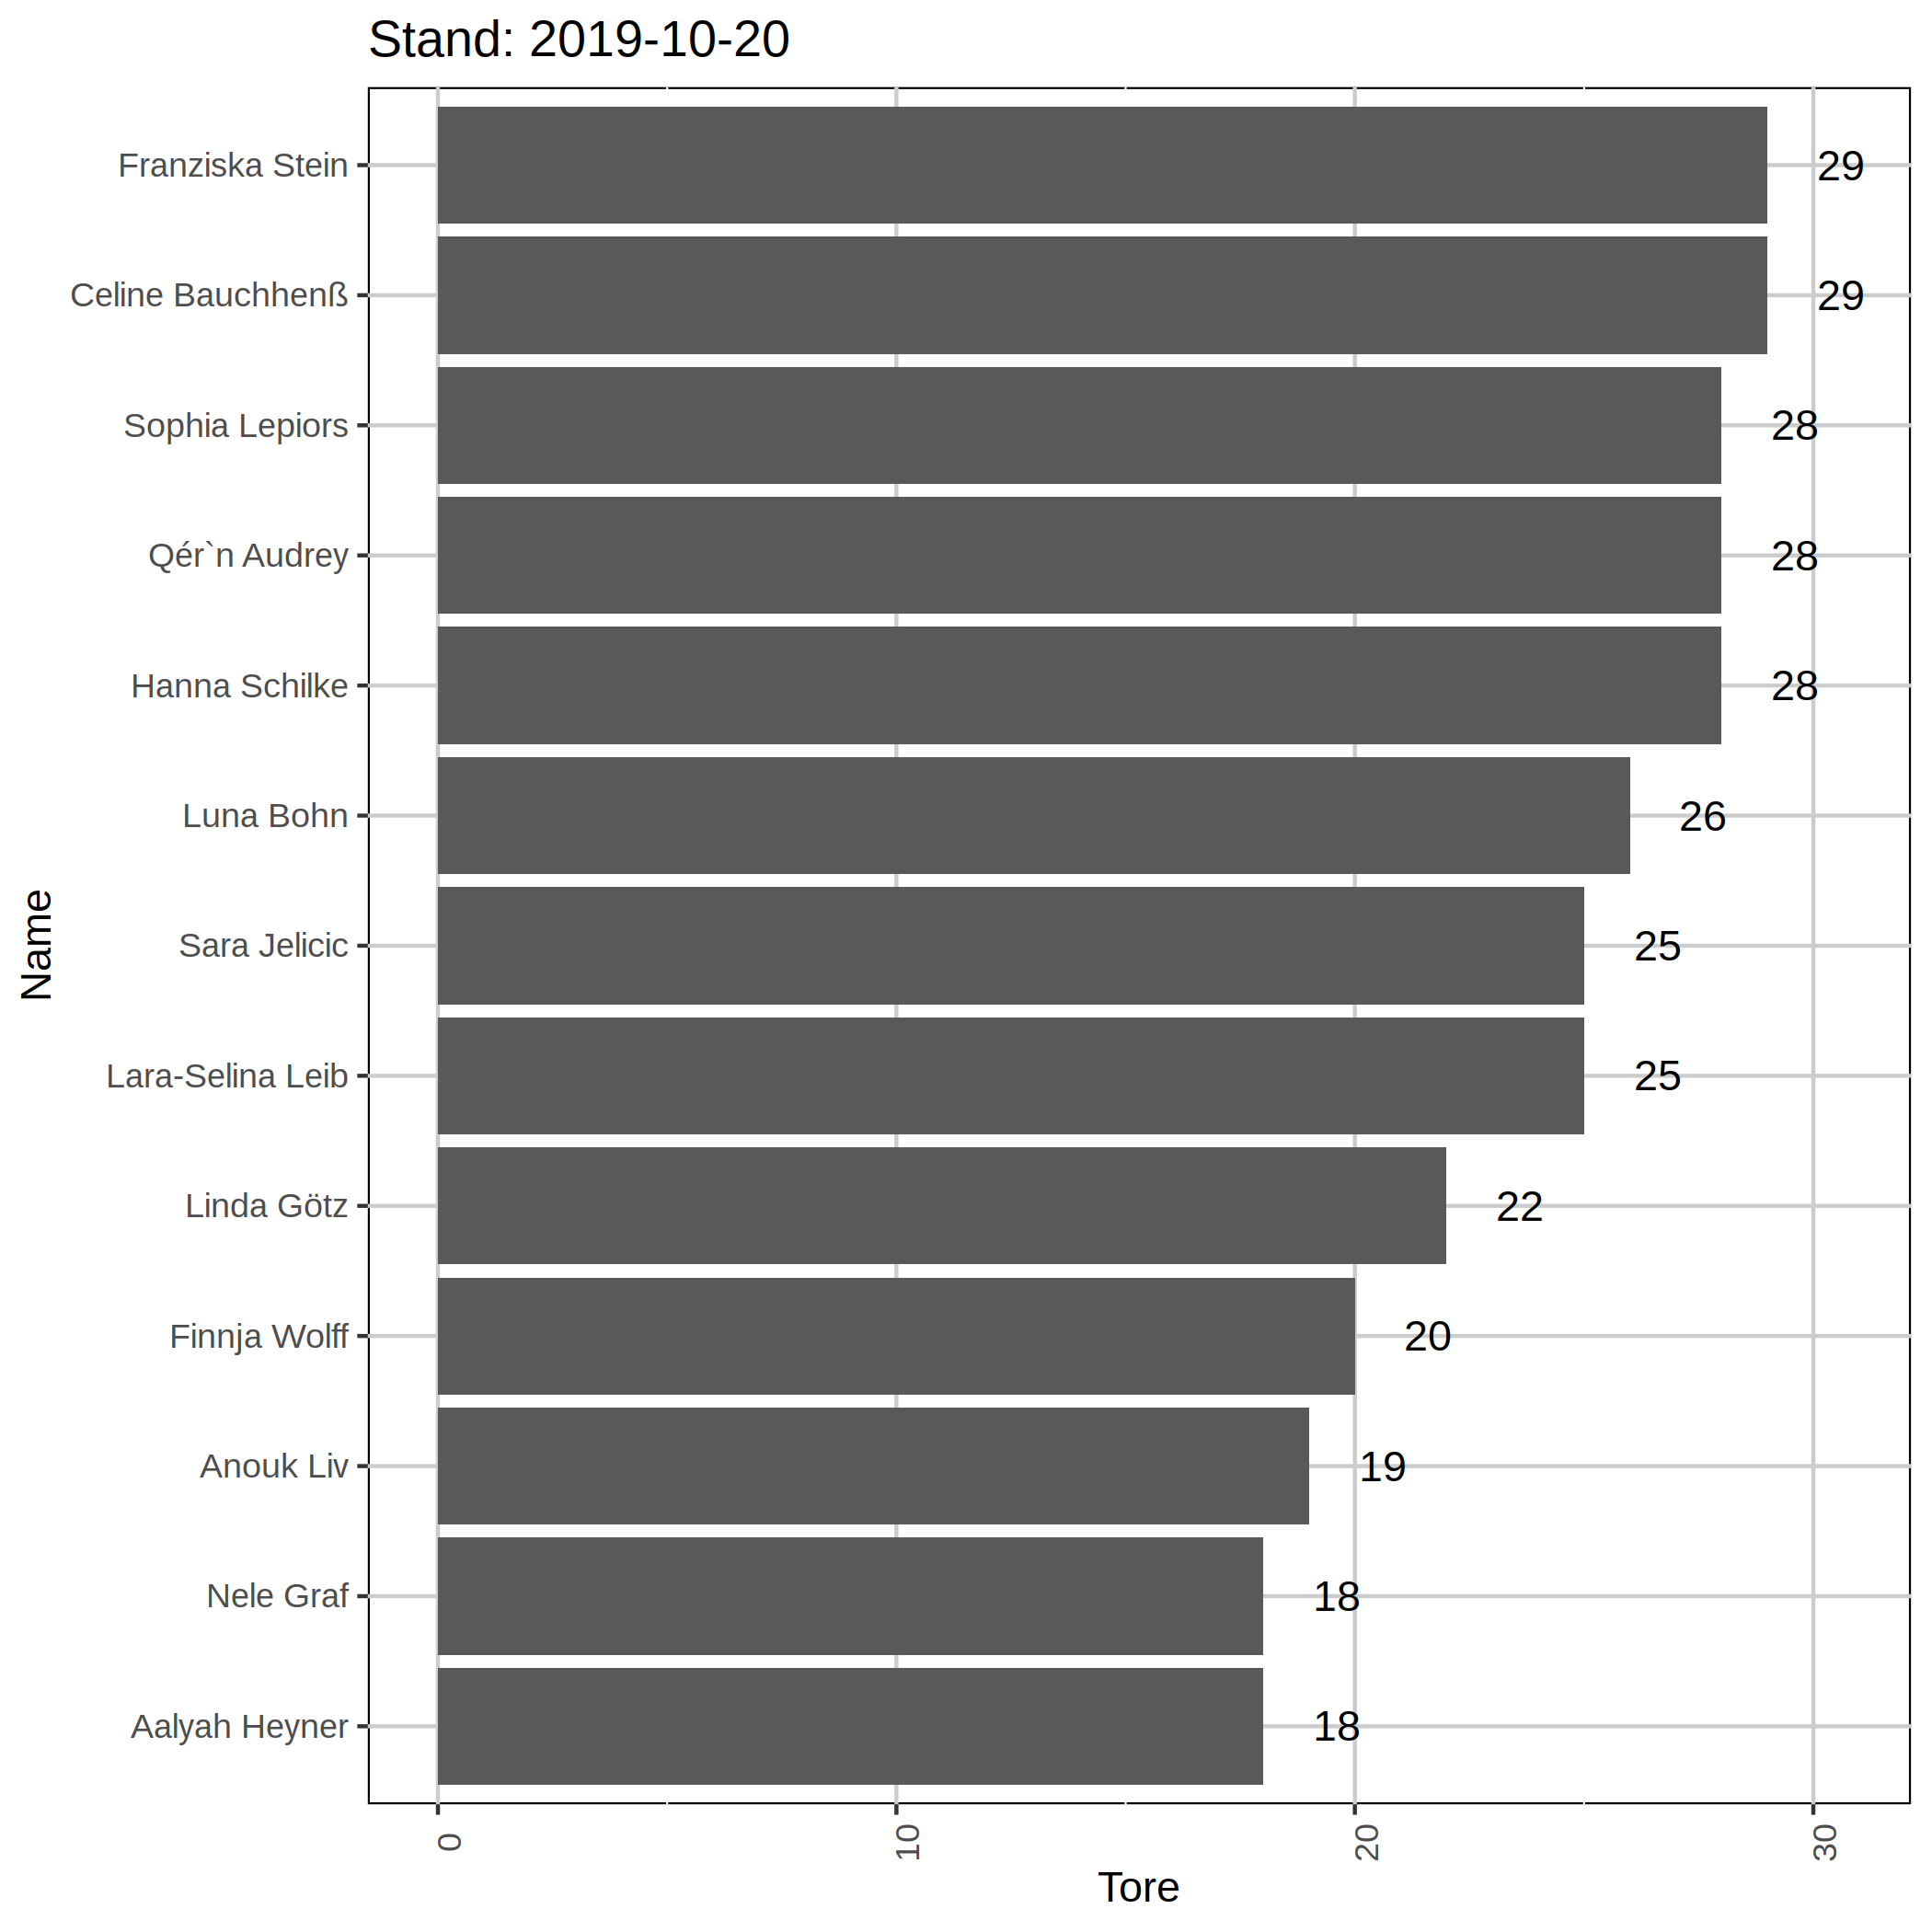 Stand: 2019-10-20
Franziska Stein 29
Celine Bauchhenß 29
Sophia Lepiors 28
Qér`n Audrey 28
Hanna Schilke 28
Luna Bohn 26
Sara Jelicic 25
Lara-Selina Leib 25
Linda Götz 22
Finnja Wolff 20
Anouk Liv 19
Nele Graf 18
Aalyah Heyner 18
Name
0 10 20 30
Tore